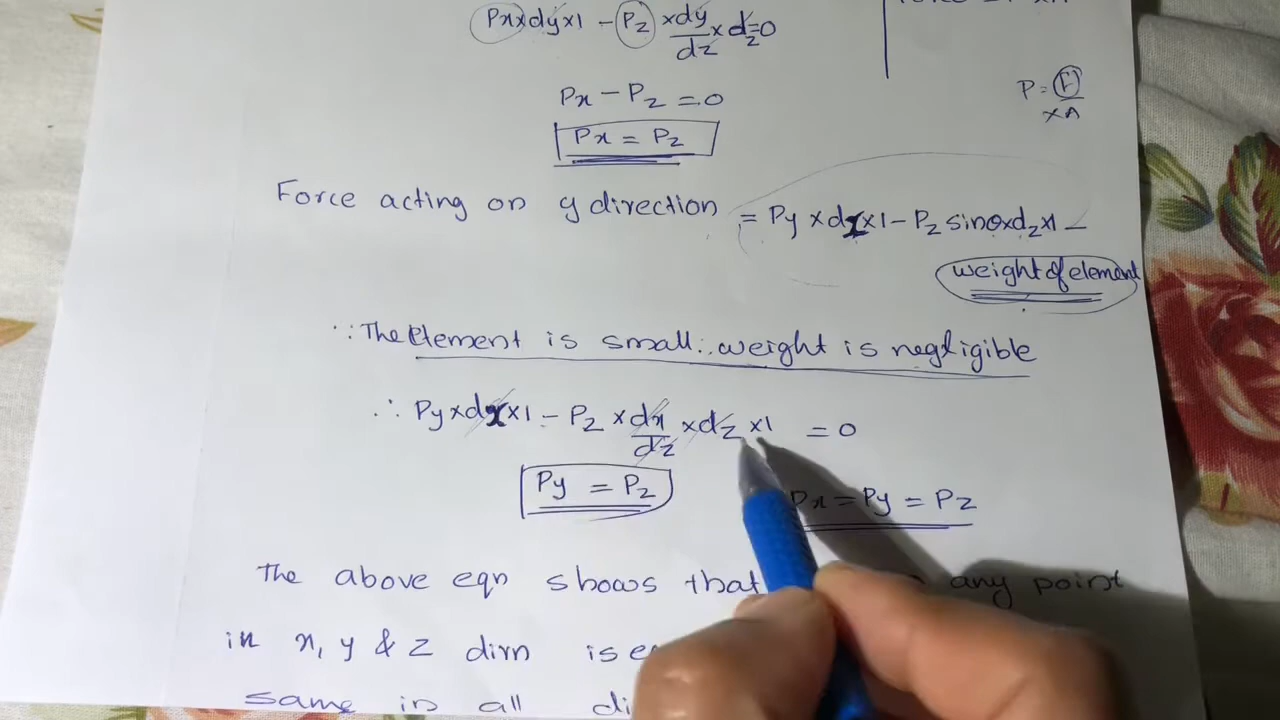 Px×dy×1 - Pz × dy/dz × dz = 0
P = F/A
Px - Pz = 0
Px = Pz
Force acting on y direction = Py × dx × 1 - Pz sinθ × dz × 1 -
weight of element
∵ The Element is small ∴ weight is negligible
∴ Py × dx × 1 - Pz × dx/dz × dz × 1 = 0
Py = Pz
Px = Py = Pz
The above eqn shows that any point
in x, y & z dirn is
same in all